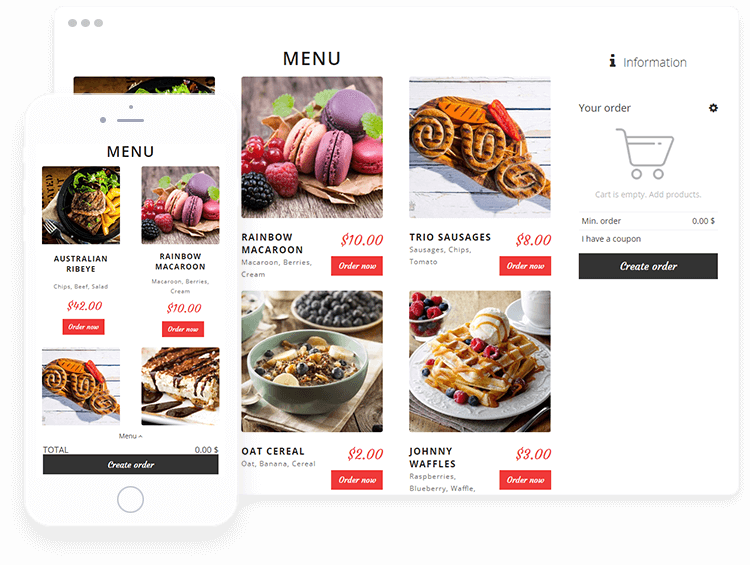 MENU
Information
Your order
Cart is empty. Add products.
Min. order 0.00 $
I have a coupon
Create order
RAINBOW
MACAROON
$10.00
Macaroon, Berries,
Cream
Order now
TRIO SAUSAGES
$8.00
Sausages, Chips,
Tomato
Order now
OAT CEREAL
$2.00
Oat, Banana, Cereal
Order now
JOHNNY
WAFFLES
$3.00
Raspberries,
Blueberry, Waffle,
Order now
MENU
AUSTRALIAN
RIBEYE
Chips, Beef, Salad
$42.00
Order now
RAINBOW
MACAROON
Macaroon, Berries,
Cream
$10.00
Order now
Menu
TOTAL 0.00 $
Create order